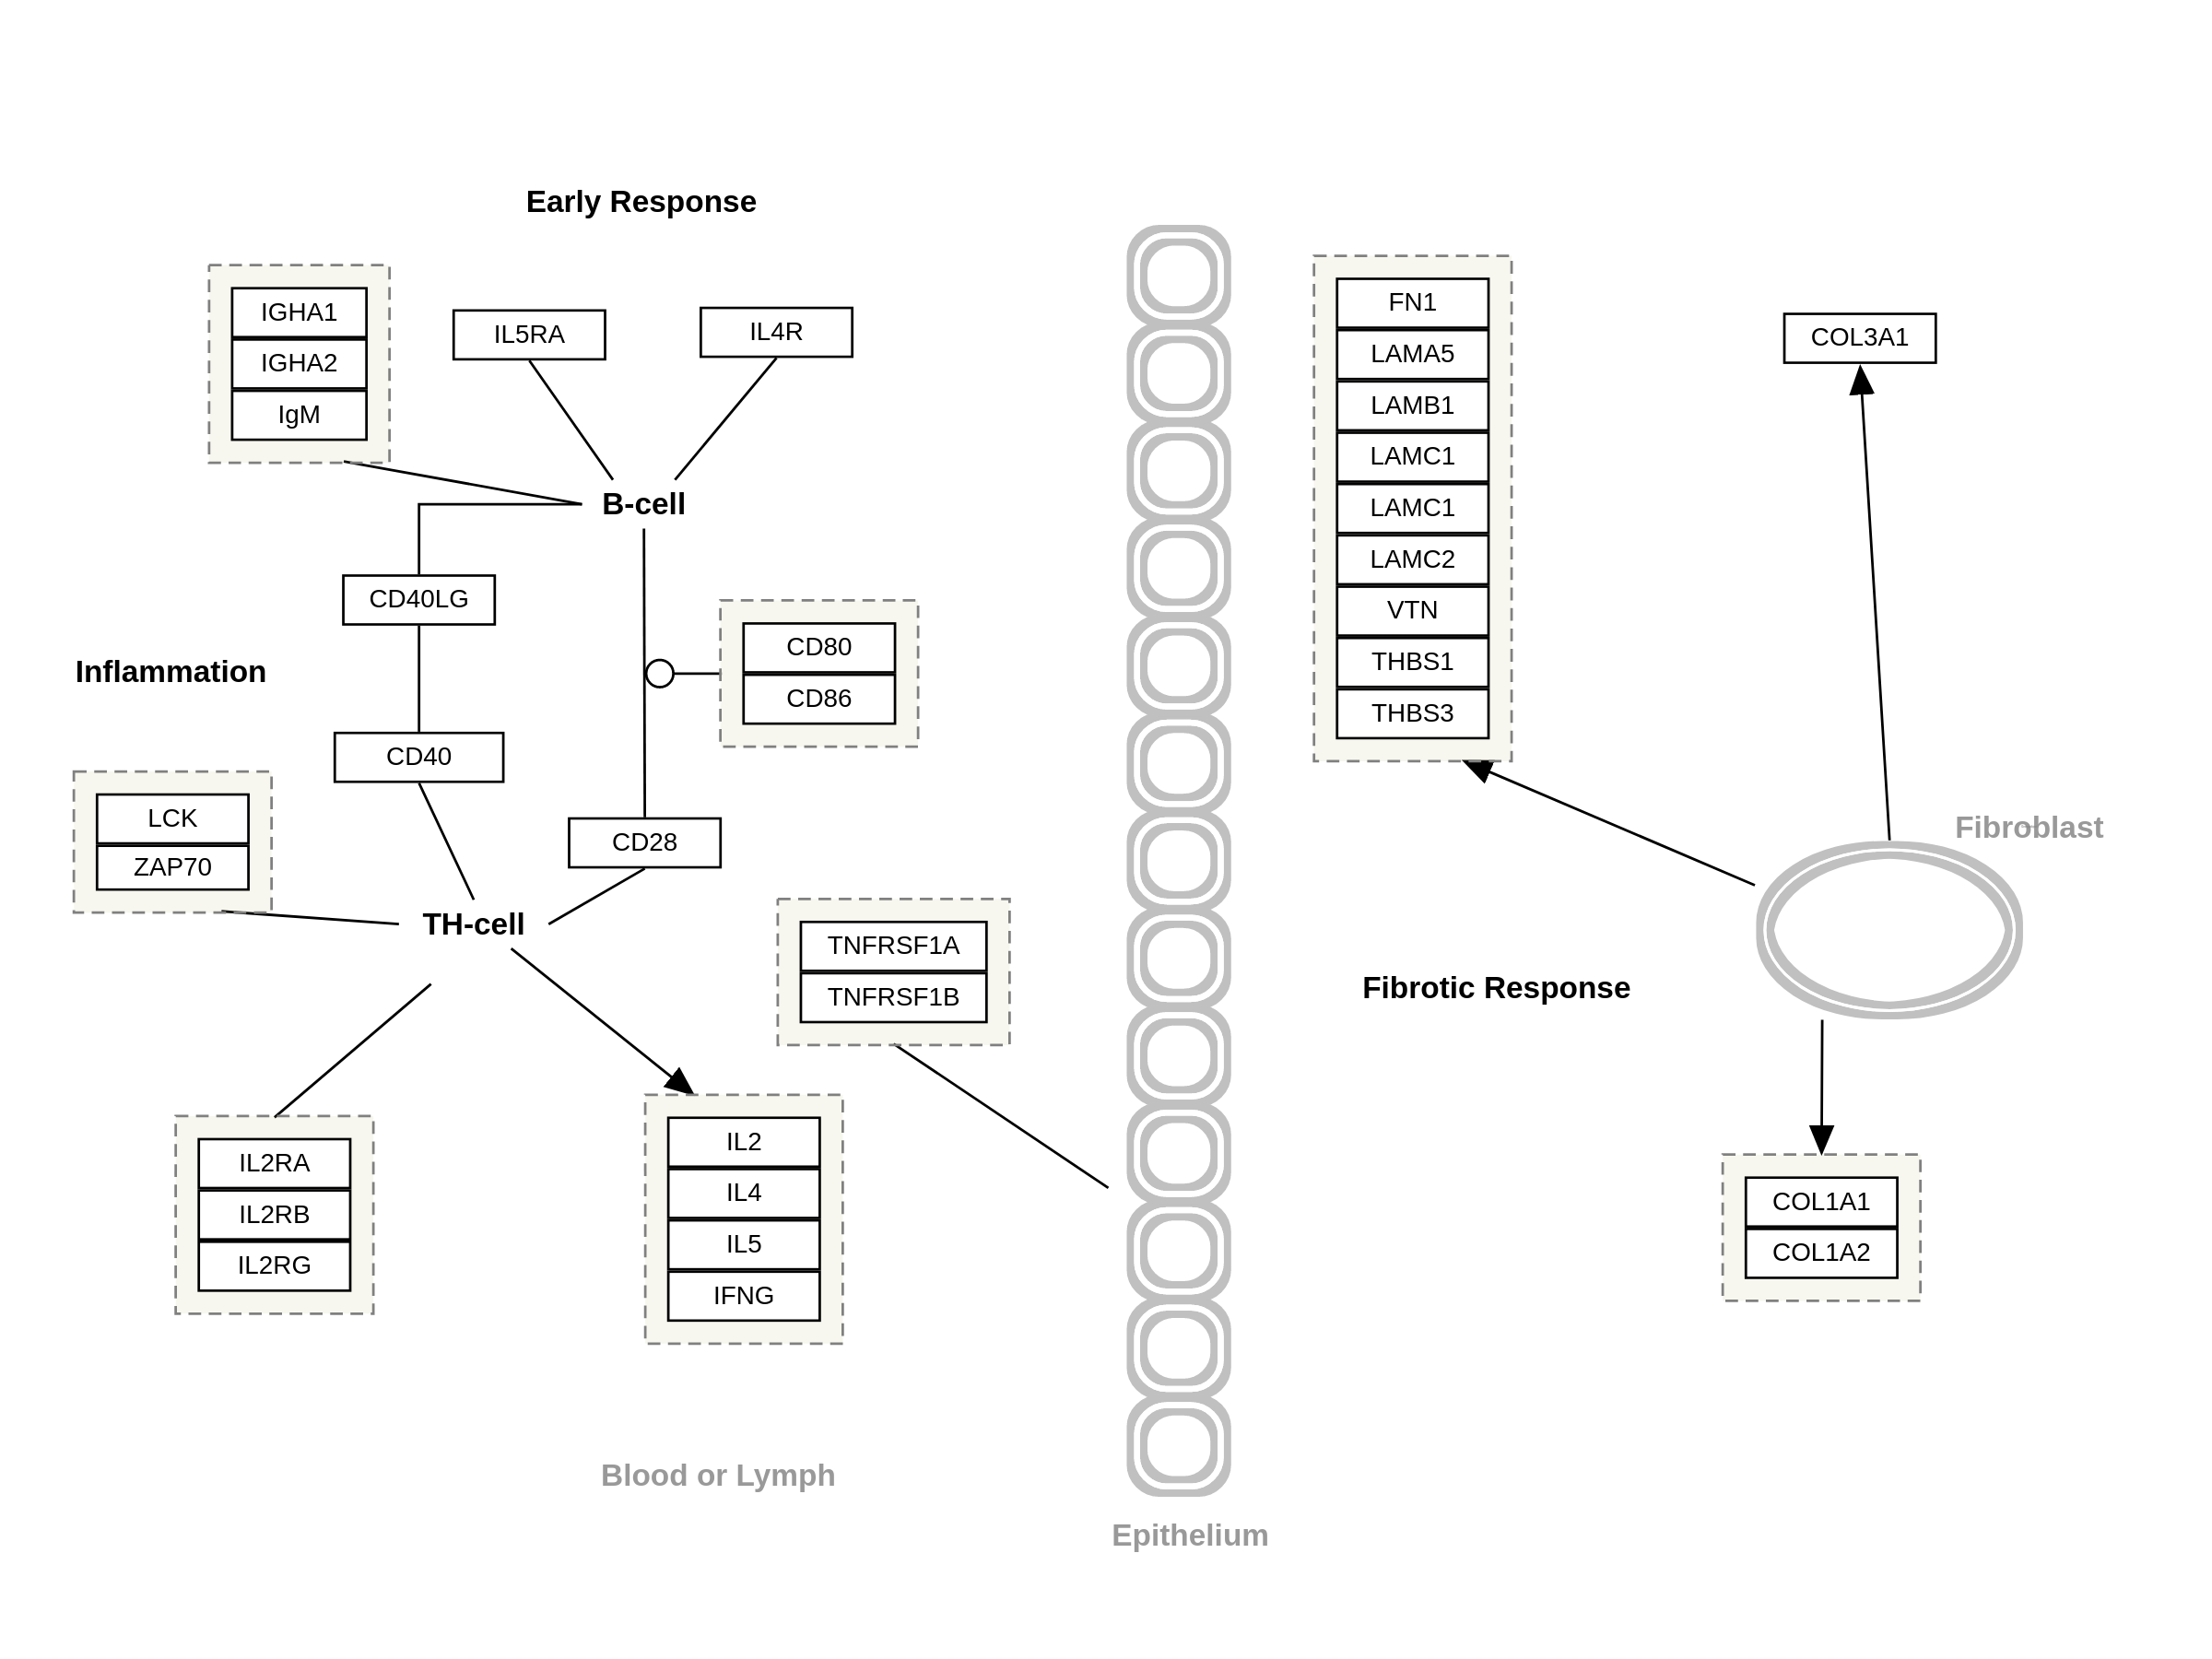 Early Response
IGHA1
IGHA2
IgM
IL5RA
IL4R
B-cell
CD40LG
Inflammation
CD80
CD86
CD40
LCK
ZAP70
CD28
TH-cell
TNFRSF1A
TNFRSF1B
IL2RA
IL2RB
IL2RG
IL2
IL4
IL5
IFNG
Blood or Lymph
Epithelium
FN1
LAMA5
LAMB1
LAMC1
LAMC1
LAMC2
VTN
THBS1
THBS3
COL3A1
Fibroblast
Fibrotic Response
COL1A1
COL1A2